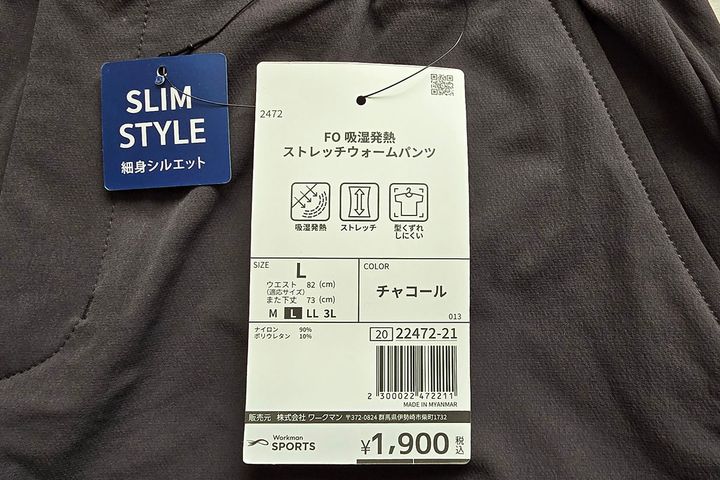 SLIM
STYLE
細身シルエット
2472
FO 吸湿発熱
ストレッチウォームパンツ
吸湿発熱
ストレッチ
型くずれ
しにくい
SIZE
L
ウエスト 82 (cm)
(適応サイズ)
また下丈 73 (cm)
M L LL 3L
COLOR
チャコール
013
ナイロン 90%
ポリウレタン 10%
20 22472-21
2 300022 472211
MADE IN MYANMAR
販売元 株式会社 ワークマン 〒372-0824 群馬県伊勢崎市柴町1732
Workman
SPORTS
¥1,900 税込